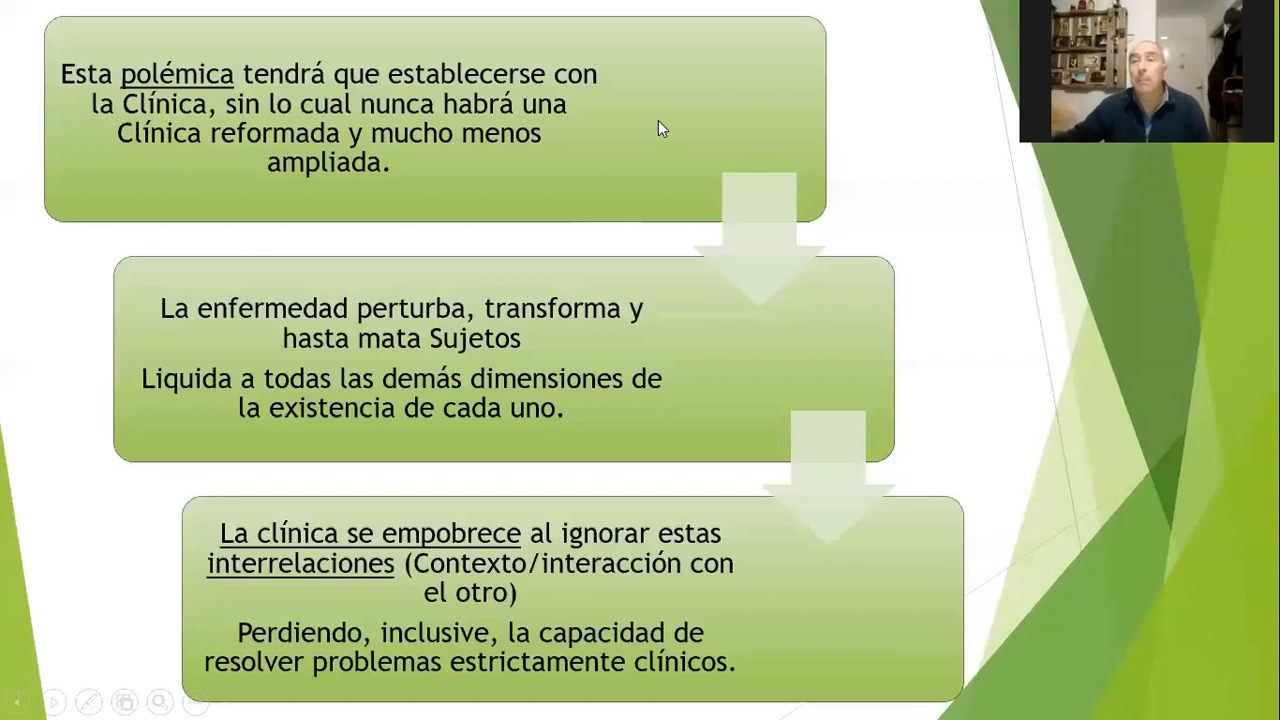 Esta polémica tendrá que establecerse con
la Clínica, sin lo cual nunca habrá una
Clínica reformada y mucho menos
ampliada.
La enfermedad perturba, transforma y
hasta mata Sujetos
Liquida a todas las demás dimensiones de
la existencia de cada uno.
La clínica se empobrece al ignorar estas
interrelaciones (Contexto/interacción con
el otro)
Perdiendo, inclusive, la capacidad de
resolver problemas estrictamente clínicos.